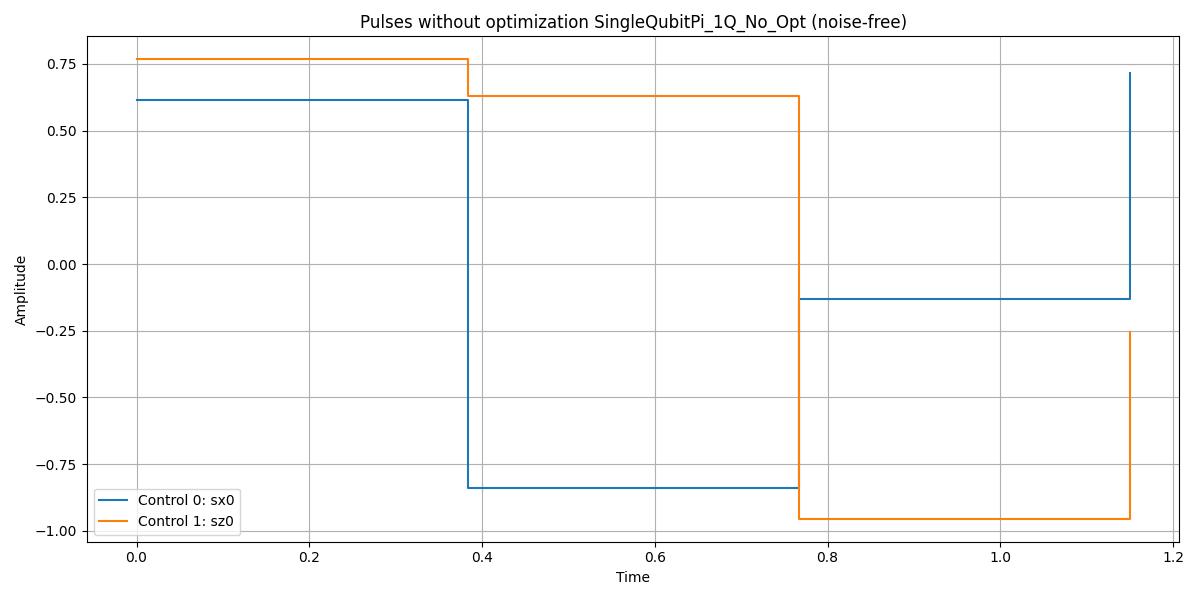 Pulses without optimization SingleQubitPi_1Q_No_Opt (noise-free)
Amplitude
0.75
0.50
0.25
0.00
−0.25
−0.50
−0.75
−1.00
Control 0: sx0
Control 1: sz0
0.0 0.2 0.4 0.6 0.8 1.0 1.2
Time